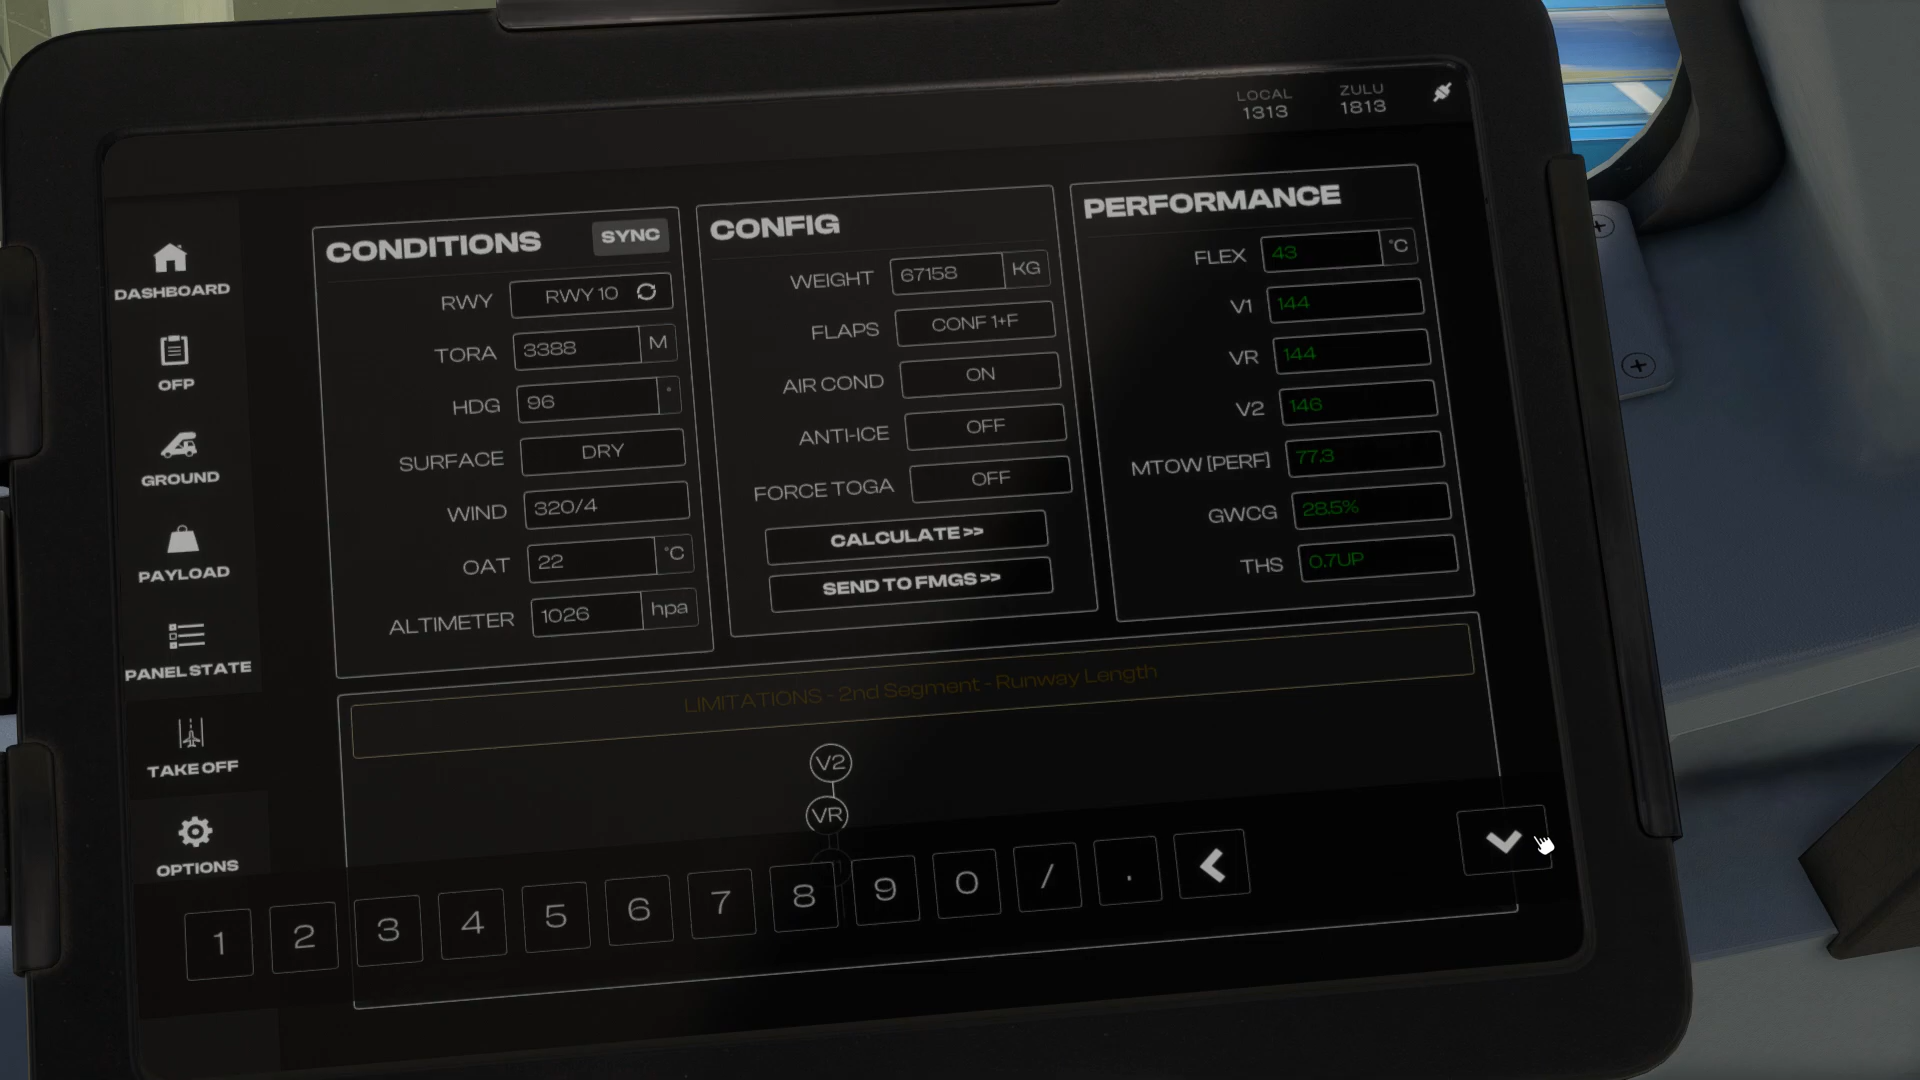 LOCAL
1313
ZULU
1813
DASHBOARD
OFP
GROUND
PAYLOAD
PANEL STATE
TAKE OFF
OPTIONS
CONDITIONS
SYNC
RWY RWY 10
TORA 3388 M
HDG 96 °
SURFACE DRY
WIND 320/4
OAT 22 °C
ALTIMETER 1026 hpa
CONFIG
WEIGHT 67158 KG
FLAPS CONF 1+F
AIR COND ON
ANTI-ICE OFF
FORCE TOGA OFF
CALCULATE >>
SEND TO FMGS >>
PERFORMANCE
FLEX 43 °C
V1 144
VR 144
V2 146
MTOW [PERF] 77.3
GWCG 28.5%
THS 0.7UP
LIMITATIONS - 2nd Segment - Runway Length
V2
VR
1 2 3 4 5 6 7 8 9 0 / .